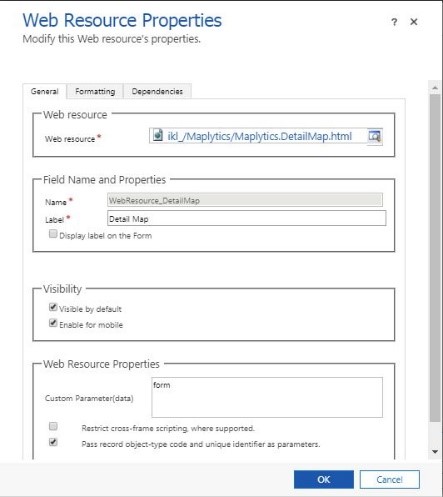 Web Resource Properties
? ×
Modify this Web resource's properties.
General Formatting Dependencies
Web resource
Web resource * ikl_/Maplytics/Maplytics.DetailMap.html
Field Name and Properties
Name * WebResource_DetailMap
Label * Detail Map
Display label on the Form
Visibility
Visible by default
Enable for mobile
Web Resource Properties
form
Custom Parameter(data)
Restrict cross-frame scripting, where supported.
Pass record object-type code and unique identifier as parameters.
OK Cancel